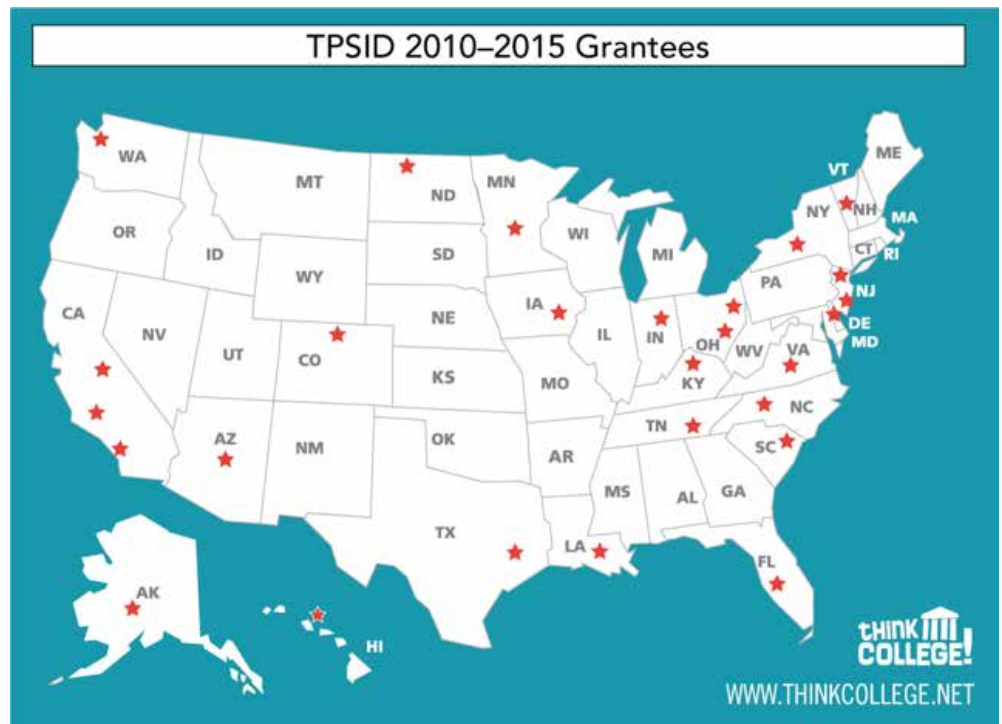 TPSID 2010–2015 Grantees
WA
MT
ND
MN
VT
ME
OR
ID
SD
WI
MI
NY
NH
MA
WY
CT
RI
CA
NV
UT
CO
NE
IA
IL
IN
OH
PA
NJ
DE
MD
KS
MO
KY
WV
VA
AZ
NM
OK
AR
TN
NC
SC
TX
LA
MS
AL
GA
FL
AK
HI
tHINK
COLLEGE!
WWW.THINKCOLLEGE.NET